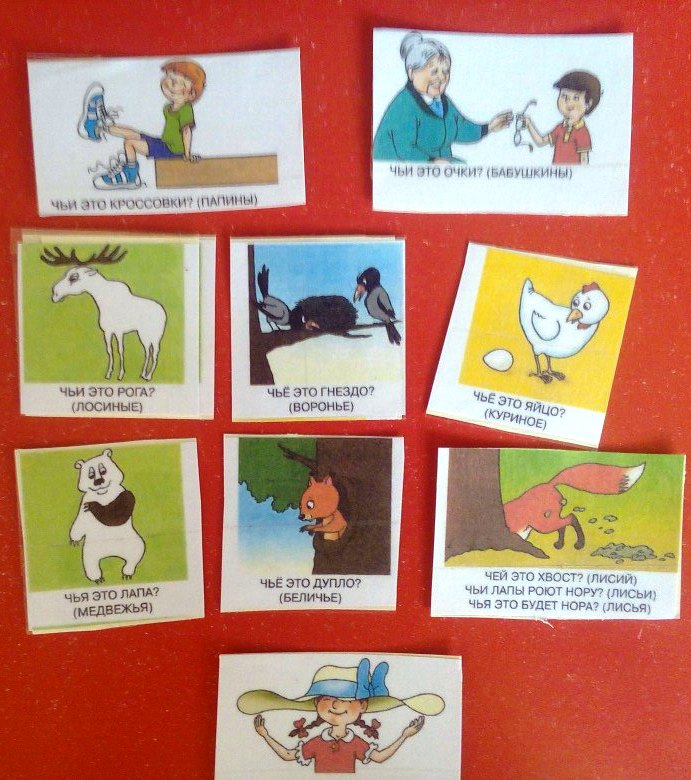 ЧЬИ ЭТО КРОССОВКИ? (ПАПИНЫ)
ЧЬИ ЭТО ОЧКИ? (БАБУШКИНЫ)
ЧЬИ ЭТО РОГА?
(ЛОСИНЫЕ)
ЧЬЁ ЭТО ГНЕЗДО?
(ВОРОНЬЕ)
ЧЬЁ ЭТО ЯЙЦО?
(КУРИНОЕ)
ЧЬЯ ЭТО ЛАПА?
(МЕДВЕЖЬЯ)
ЧЬЁ ЭТО ДУПЛО?
(БЕЛИЧЬЕ)
ЧЕЙ ЭТО ХВОСТ? (ЛИСИЙ)
ЧЬИ ЛАПЫ РОЮТ НОРУ? (ЛИСЬИ)
ЧЬЯ ЭТО БУДЕТ НОРА? (ЛИСЬЯ)